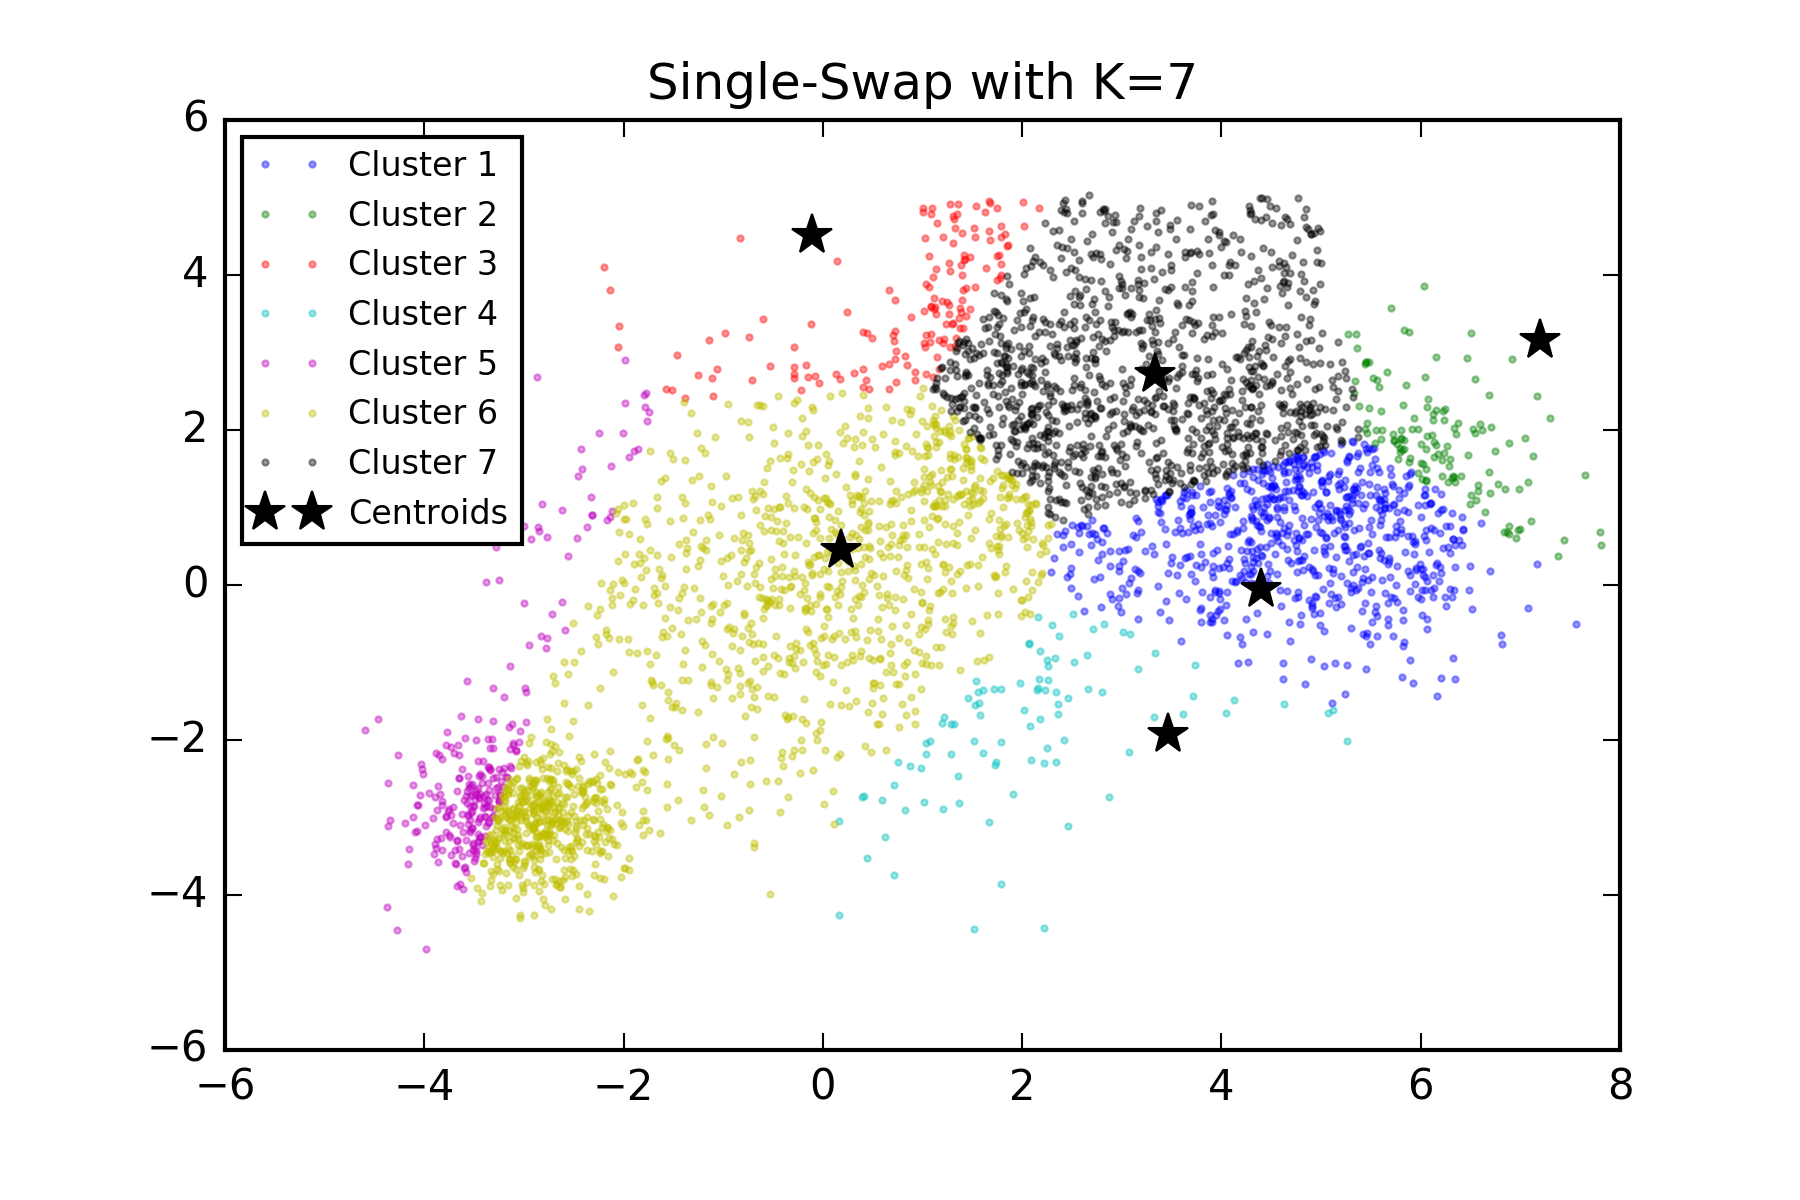 Single-Swap with K=7
6
4
2
0
−2
−4
−6
Cluster 1
Cluster 2
Cluster 3
Cluster 4
Cluster 5
Cluster 6
Cluster 7
Centroids
−6 −4 −2 0 2 4 6 8